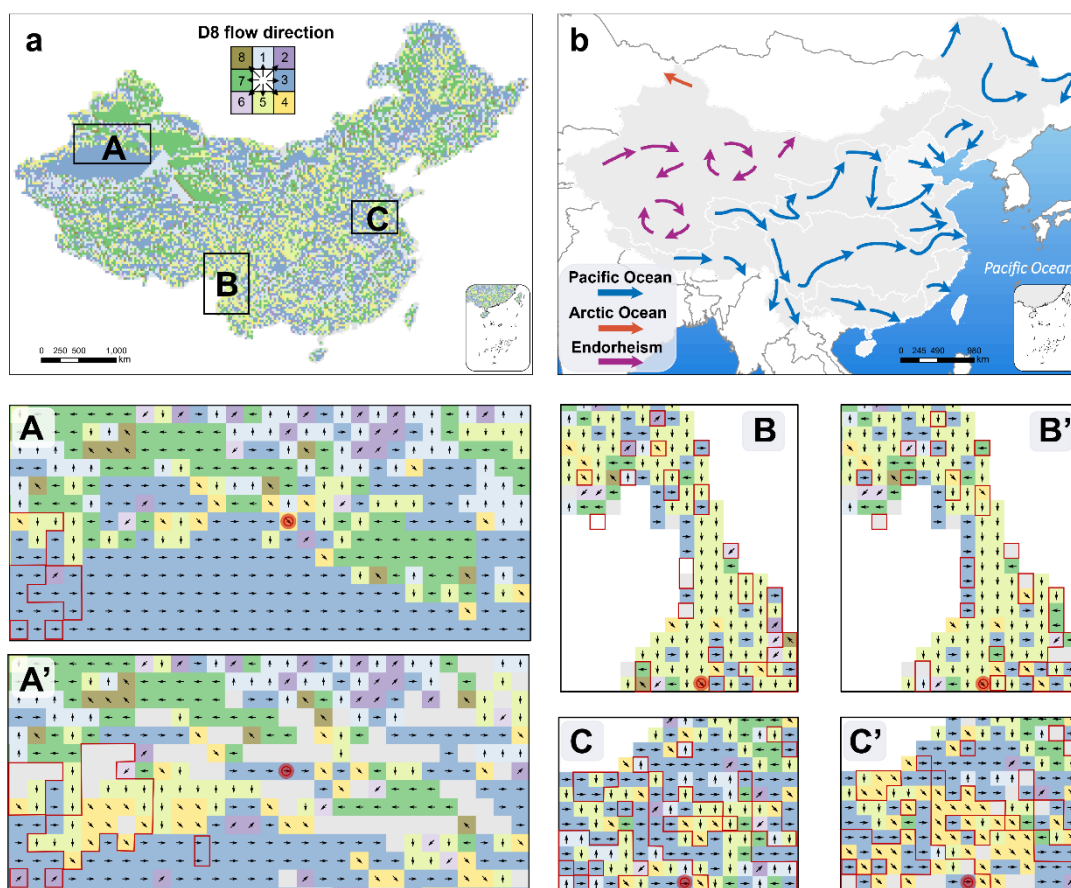 a
D8 flow direction
8 1 2
7 3
6 5 4
A
B
C
0 250 500 1,000
km
b
Pacific Ocean
Pacific Ocean
Arctic Ocean
Endorheism
0 245 490 980
km
A
B
B'
A'
C
C'